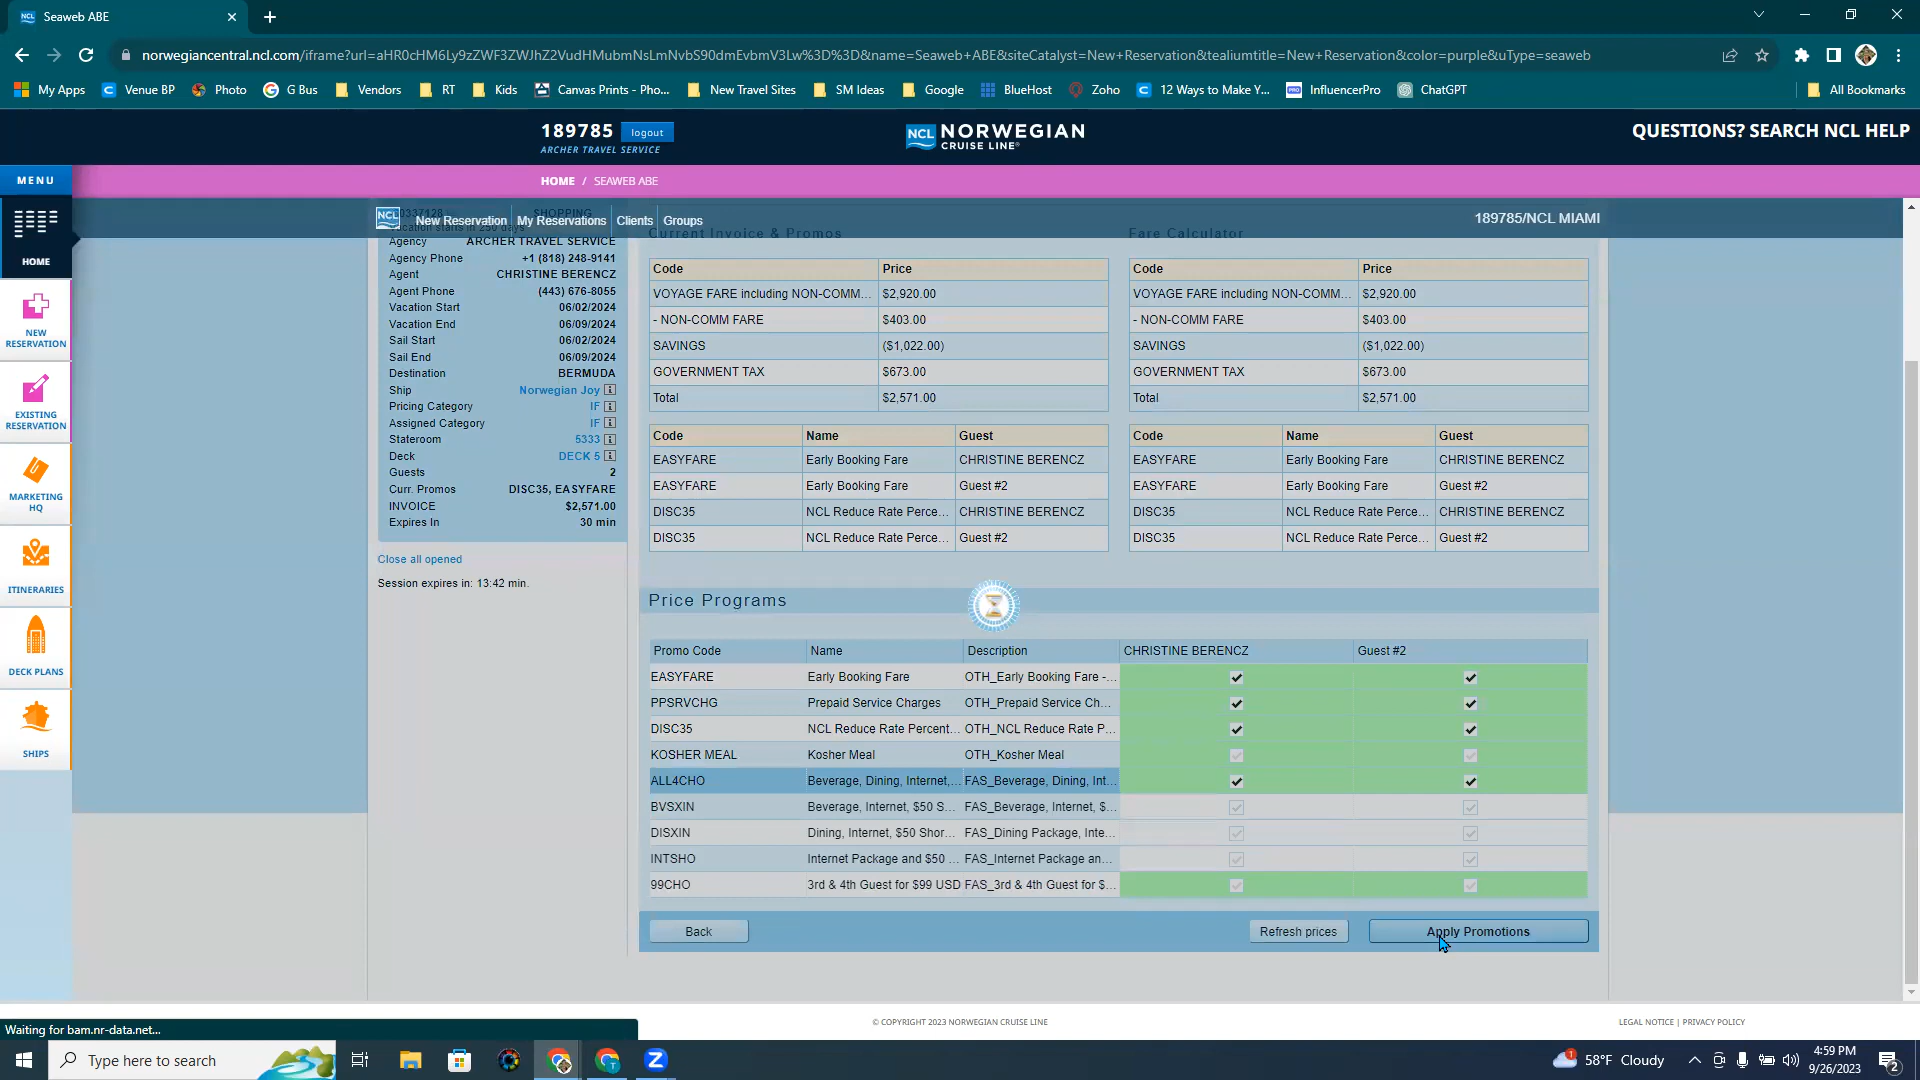 Seaweb ABE
norwegiancentral.ncl.com/iframe?url=aHR0cHM6Ly9zZWF3ZWJhZ2VudHMubmNsLmNvbS90dmEvbmV3Lw%3D%3D&name=Seaweb+ABE&siteCatalyst=New+Reservation&tealiumtitle=New+Reservation&color=purple&uType=seaweb
My Apps Venue BP Photo G Bus Vendors RT Kids Canvas Prints - Pho... New Travel Sites SM Ideas Google BlueHost Zoho 12 Ways to Make Y... InfluencerPro ChatGPT All Bookmarks
189785 logout
ARCHER TRAVEL SERVICE
NCL NORWEGIAN
CRUISE LINE®
QUESTIONS? SEARCH NCL HELP
MENU
HOME / SEAWEB ABE
NCL New Reservation My Reservations Clients Groups 189785/NCL MIAMI
HOME
NEW
RESERVATION
EXISTING
RESERVATION
MARKETING
HQ
ITINERARIES
DECK PLANS
SHIPS
SHOPPING
Vacation starts in 250 days
Agency ARCHER TRAVEL SERVICE
Agency Phone +1 (818) 248-9141
Agent CHRISTINE BERENCZ
Agent Phone (443) 676-8055
Vacation Start 06/02/2024
Vacation End 06/09/2024
Sail Start 06/02/2024
Sail End 06/09/2024
Destination BERMUDA
Ship Norwegian Joy
Pricing Category IF
Assigned Category IF
Stateroom 5333
Deck DECK 5
Guests 2
Curr. Promos DISC35, EASYFARE
INVOICE $2,571.00
Expires In 30 min
Close all opened
Session expires in: 13:42 min.
Current Invoice & Promos
Code Price
VOYAGE FARE including NON-COMM... $2,920.00
- NON-COMM FARE $403.00
SAVINGS ($1,022.00)
GOVERNMENT TAX $673.00
Total $2,571.00
Code Name Guest
EASYFARE Early Booking Fare CHRISTINE BERENCZ
EASYFARE Early Booking Fare Guest #2
DISC35 NCL Reduce Rate Perce... CHRISTINE BERENCZ
DISC35 NCL Reduce Rate Perce... Guest #2
Fare Calculator
Code Price
VOYAGE FARE including NON-COMM... $2,920.00
- NON-COMM FARE $403.00
SAVINGS ($1,022.00)
GOVERNMENT TAX $673.00
Total $2,571.00
Code Name Guest
EASYFARE Early Booking Fare CHRISTINE BERENCZ
EASYFARE Early Booking Fare Guest #2
DISC35 NCL Reduce Rate Perce... CHRISTINE BERENCZ
DISC35 NCL Reduce Rate Perce... Guest #2
Price Programs
Promo Code Name Description CHRISTINE BERENCZ Guest #2
EASYFARE Early Booking Fare OTH_Early Booking Fare -...
PPSRVCHG Prepaid Service Charges OTH_Prepaid Service Ch...
DISC35 NCL Reduce Rate Percent... OTH_NCL Reduce Rate P...
KOSHER MEAL Kosher Meal OTH_Kosher Meal
ALL4CHO Beverage, Dining, Internet,... FAS_Beverage, Dining, Int...
BVSXIN Beverage, Internet, $50 S... FAS_Beverage, Internet, $...
DISXIN Dining, Internet, $50 Shor... FAS_Dining Package, Inte...
INTSHO Internet Package and $50 ... FAS_Internet Package an...
99CHO 3rd & 4th Guest for $99 USD FAS_3rd & 4th Guest for $...
Back Refresh prices Apply Promotions
© COPYRIGHT 2023 NORWEGIAN CRUISE LINE
LEGAL NOTICE | PRIVACY POLICY
Waiting for bam.nr-data.net...
Type here to search
58°F Cloudy
4:59 PM
9/26/2023